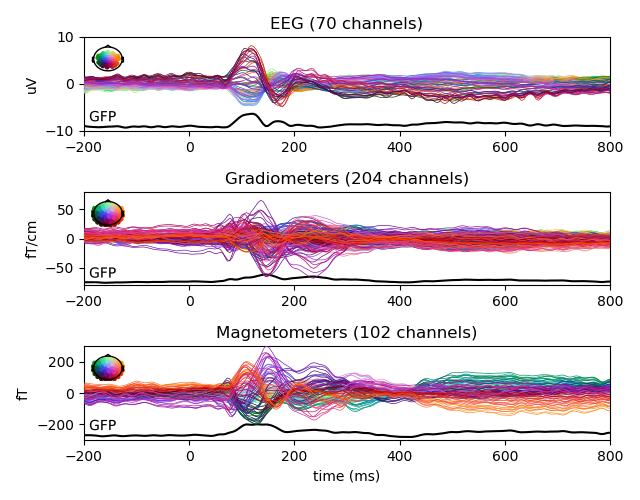 EEG (70 channels)
10
0
−10
uV
GFP
−200 0 200 400 600 800
Gradiometers (204 channels)
50
0
−50
fT/cm
GFP
−200 0 200 400 600 800
Magnetometers (102 channels)
200
0
−200
fT
GFP
−200 0 200 400 600 800
time (ms)